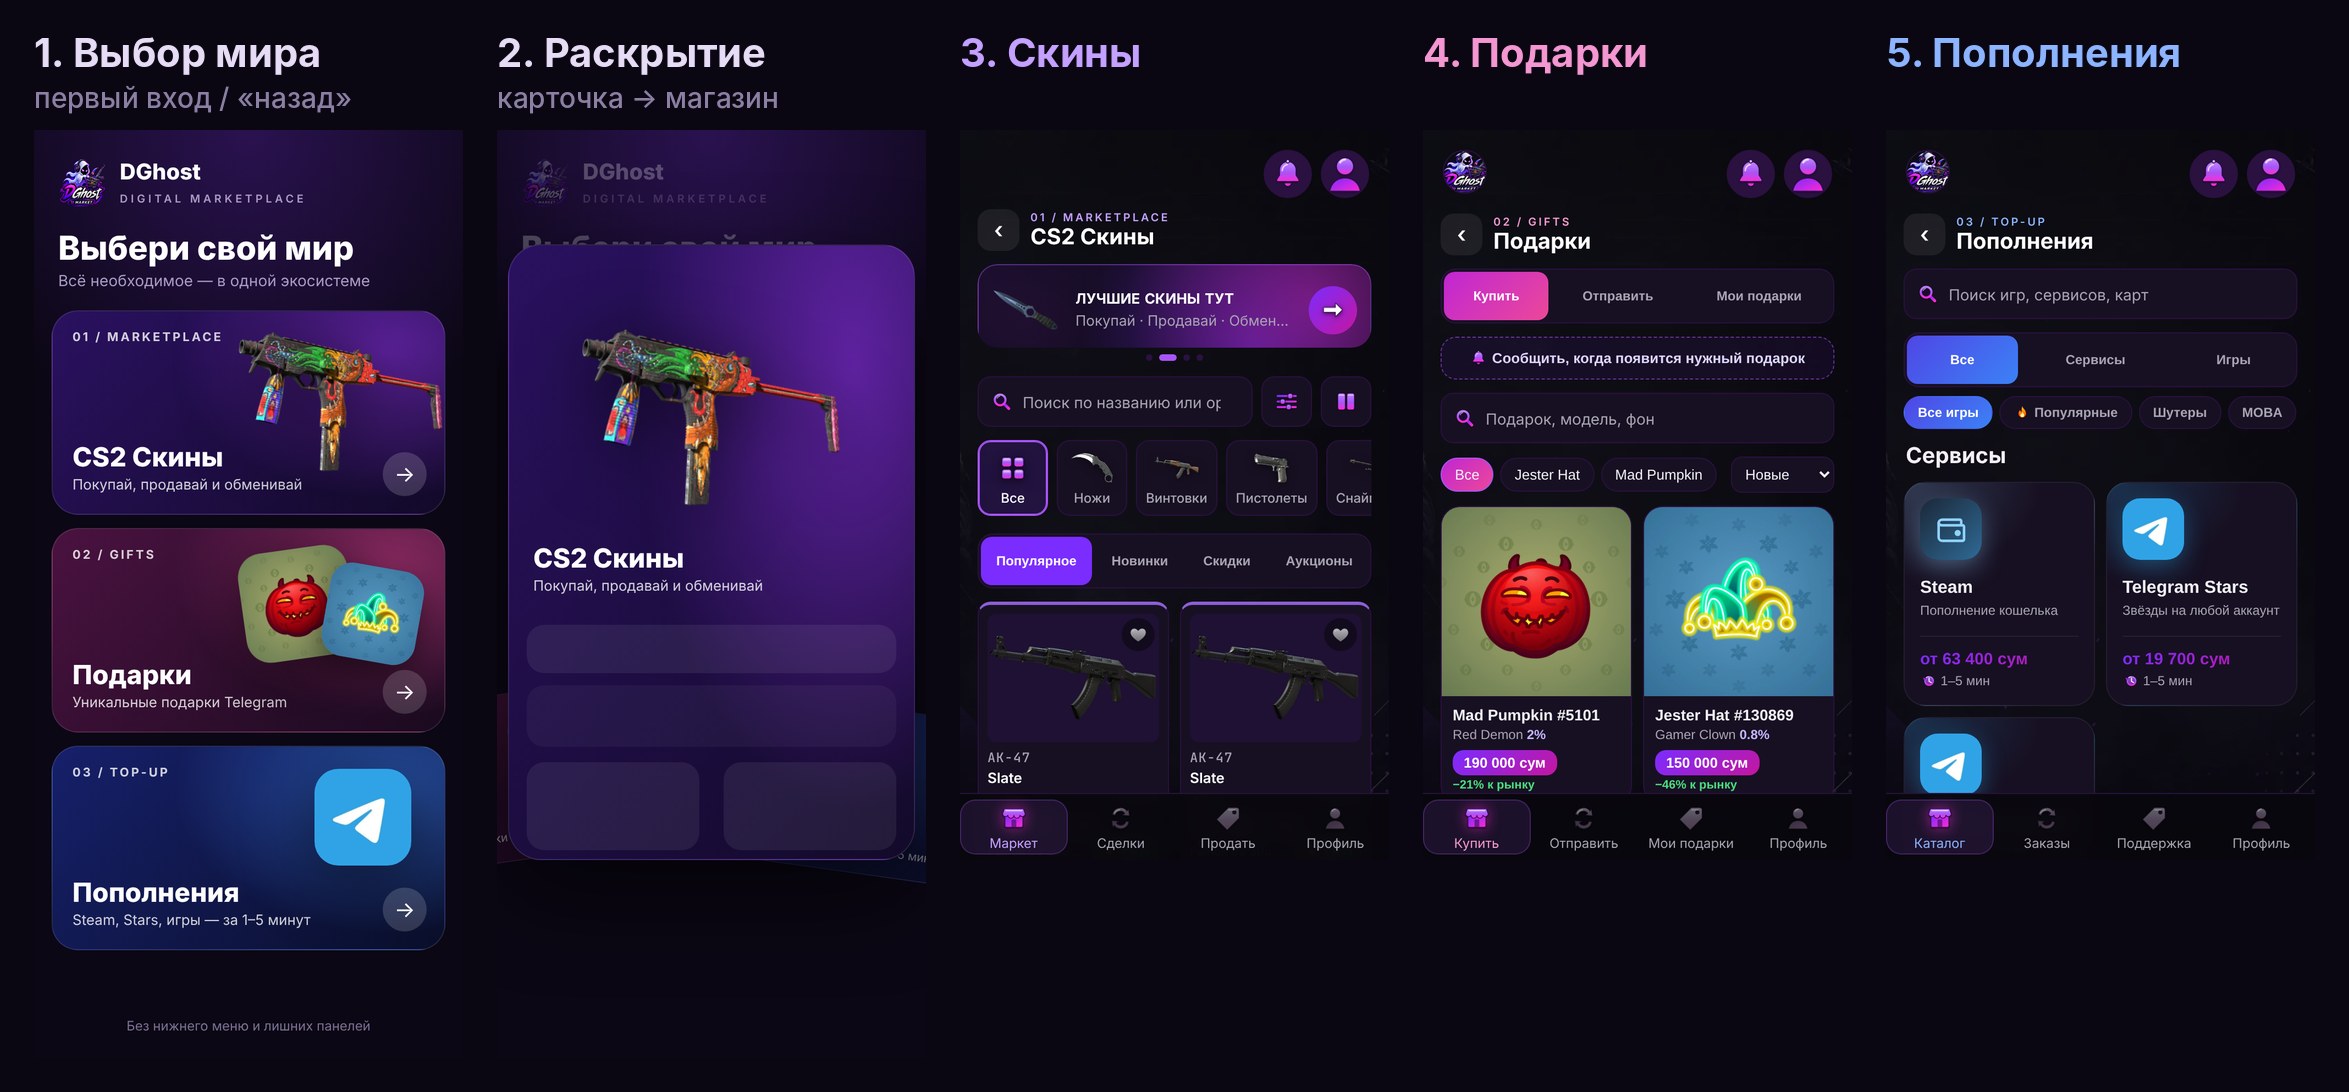 1. Выбор мира
первый вход / «назад»
DGhost
DIGITAL MARKETPLACE
Выбери свой мир
Всё необходимое — в одной экосистеме
01 / MARKETPLACE
CS2 Скины
Покупай, продавай и обменивай
02 / GIFTS
Подарки
Уникальные подарки Telegram
03 / TOP-UP
Пополнения
Steam, Stars, игры — за 1–5 минут
Без нижнего меню и лишних панелей
2. Раскрытие
карточка → магазин
DGhost
DIGITAL MARKETPLACE
Выбери свой мир
CS2 Скины
Покупай, продавай и обменивай
3. Скины
01 / MARKETPLACE
CS2 Скины
ЛУЧШИЕ СКИНЫ ТУТ
Покупай · Продавай · Обмен...
Поиск по названию или ор
Все
Ножи
Винтовки
Пистолеты
Снай
Популярное
Новинки
Скидки
Аукционы
AK-47
Slate
AK-47
Slate
Маркет
Сделки
Продать
Профиль
4. Подарки
DGhost
MARKET
02 / GIFTS
Подарки
Купить
Отправить
Мои подарки
Сообщить, когда появится нужный подарок
Подарок, модель, фон
Все
Jester Hat
Mad Pumpkin
Новые
Mad Pumpkin #5101
Red Demon 2%
190 000 сум
−21% к рынку
Jester Hat #130869
Gamer Clown 0.8%
150 000 сум
−46% к рынку
Купить
Отправить
Мои подарки
Профиль
5. Пополнения
DGhost
MARKET
03 / TOP-UP
Пополнения
Поиск игр, сервисов, карт
Все
Сервисы
Игры
Все игры
Популярные
Шутеры
MOBA
Сервисы
Steam
Пополнение кошелька
от 63 400 сум
1–5 мин
Telegram Stars
Звёзды на любой аккаунт
от 19 700 сум
1–5 мин
Каталог
Заказы
Поддержка
Профиль